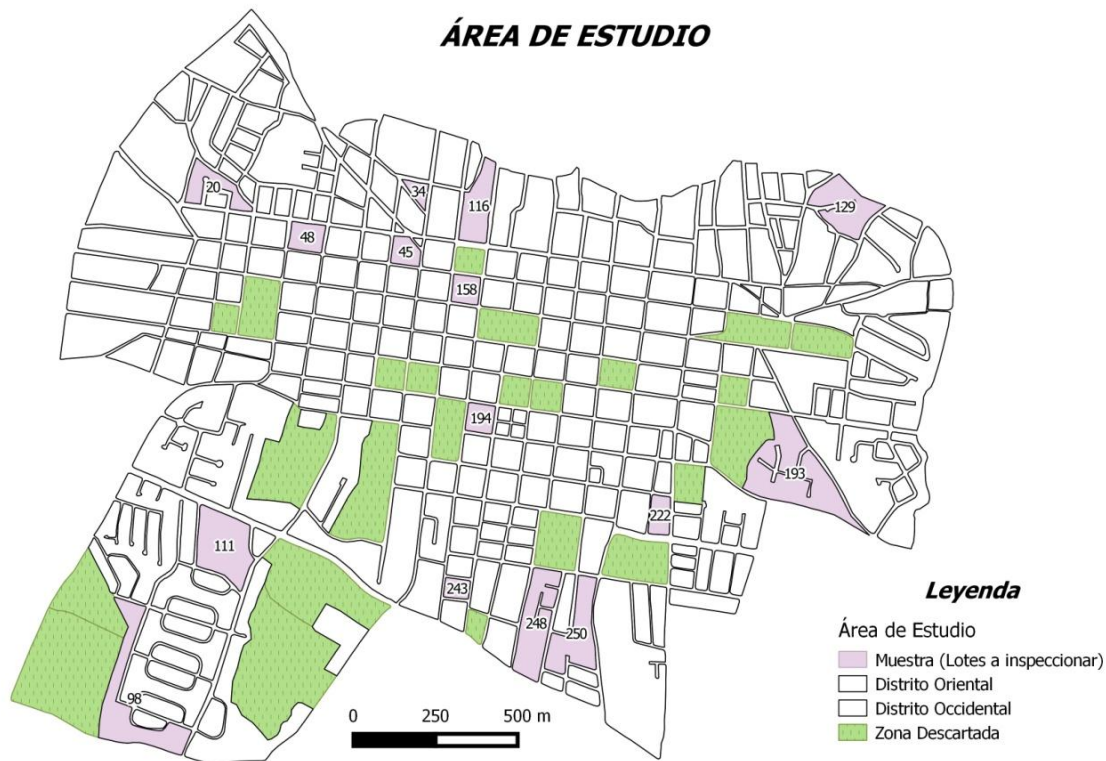 ÁREA DE ESTUDIO
20
34
116
129
48
45
158
194
193
222
111
243
248
250
98
0 250 500 m
Leyenda
Área de Estudio
Muestra (Lotes a inspeccionar)
Distrito Oriental
Distrito Occidental
Zona Descartada